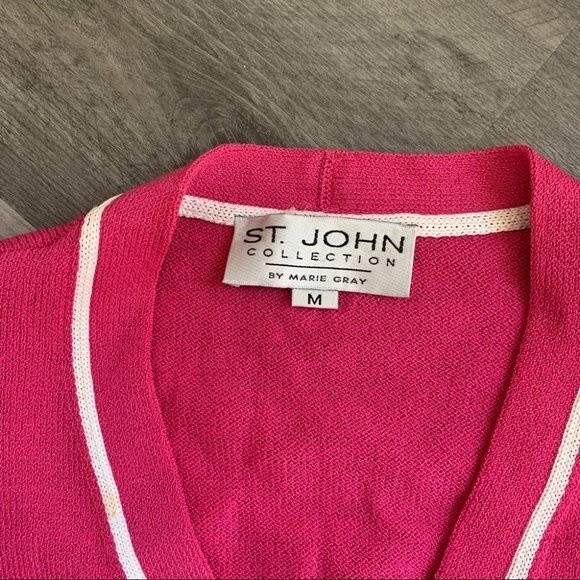 ST. JOHN
COLLECTION
BY MARIE GRAY
M